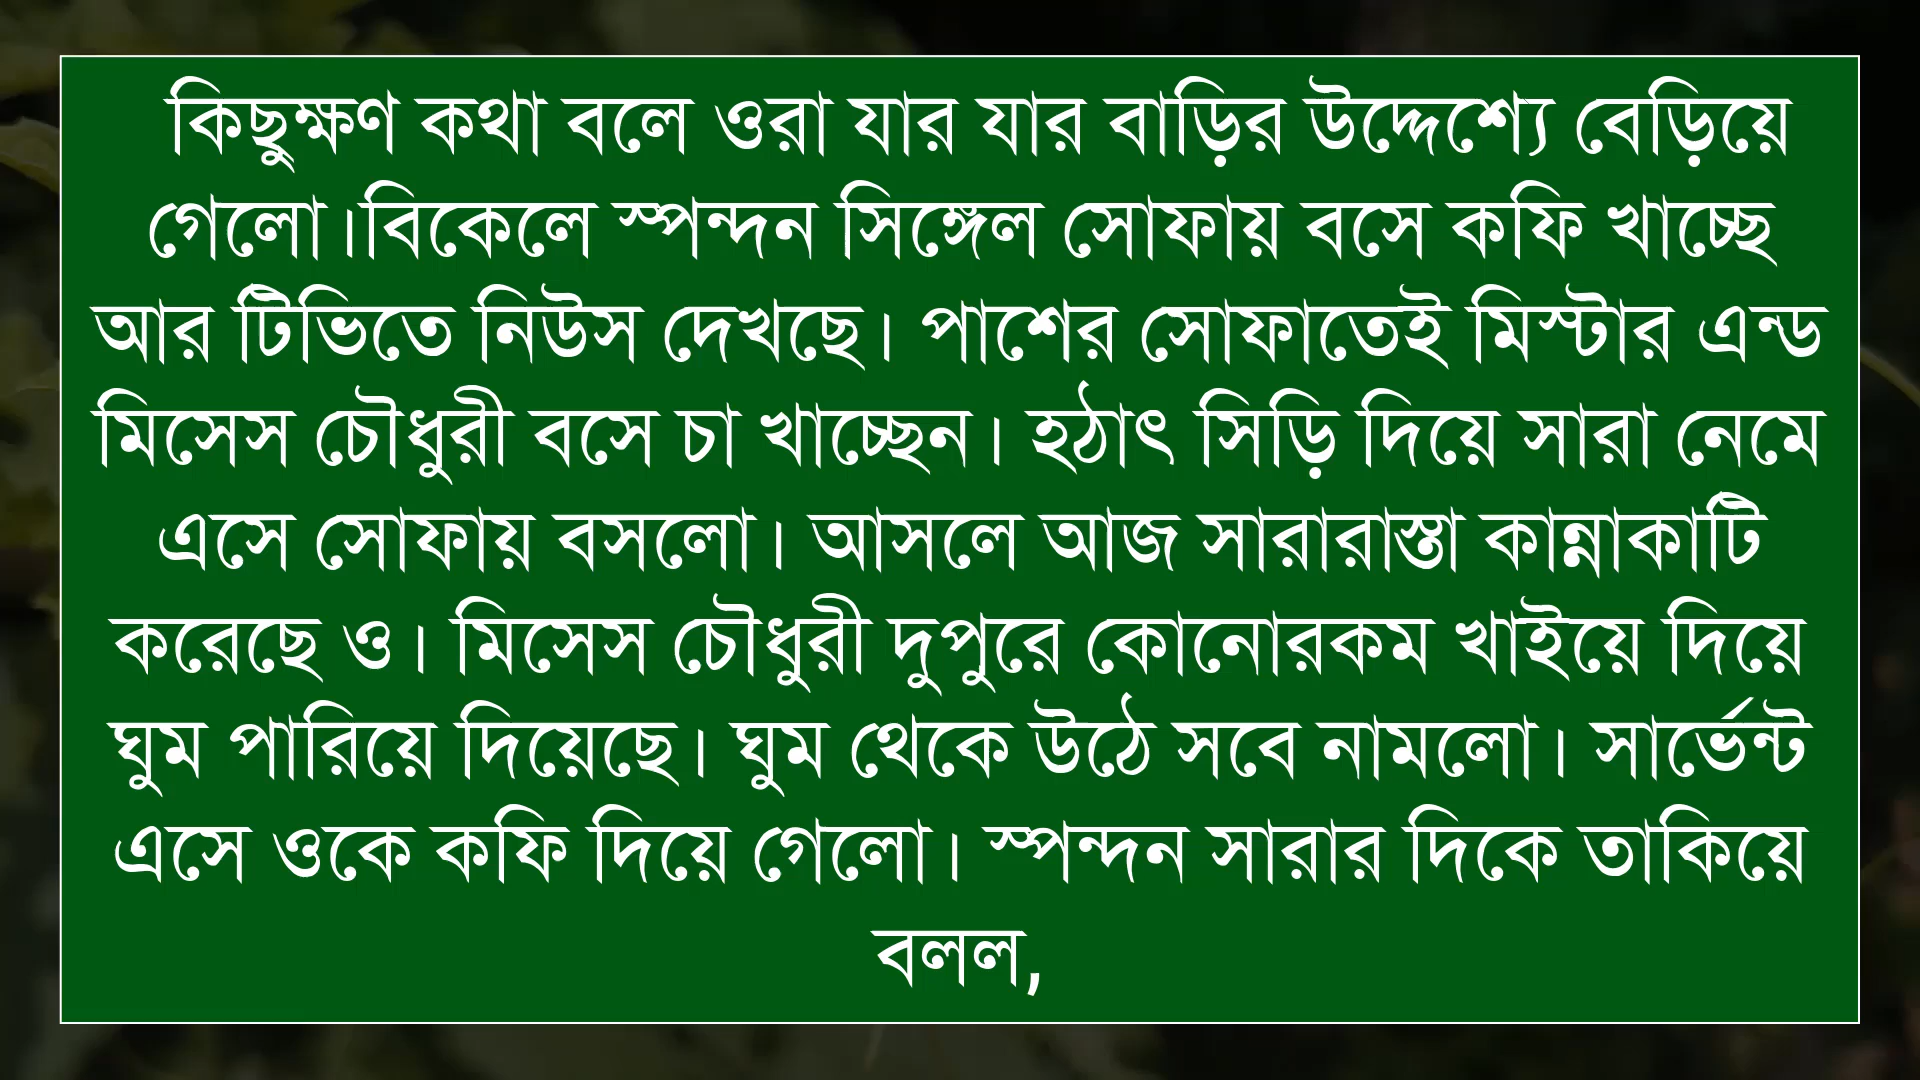 কিছুক্ষণ কথা বলে ওরা যার যার বাড়ির উদ্দেশ্যে বেড়িয়ে
গেলো।বিকেলে স্পন্দন সিঙ্গেল সোফায় বসে কফি খাচ্ছে
আর টিভিতে নিউস দেখছে। পাশের সোফাতেই মিস্টার এন্ড
মিসেস চৌধুরী বসে চা খাচ্ছেন। হঠাৎ সিড়ি দিয়ে সারা নেমে
এসে সোফায় বসলো। আসলে আজ সারারাস্তা কান্নাকাটি
করেছে ও। মিসেস চৌধুরী দুপুরে কোনোরকম খাইয়ে দিয়ে
ঘুম পারিয়ে দিয়েছে। ঘুম থেকে উঠে সবে নামলো। সার্ভেন্ট
এসে ওকে কফি দিয়ে গেলো। স্পন্দন সারার দিকে তাকিয়ে
বলল,